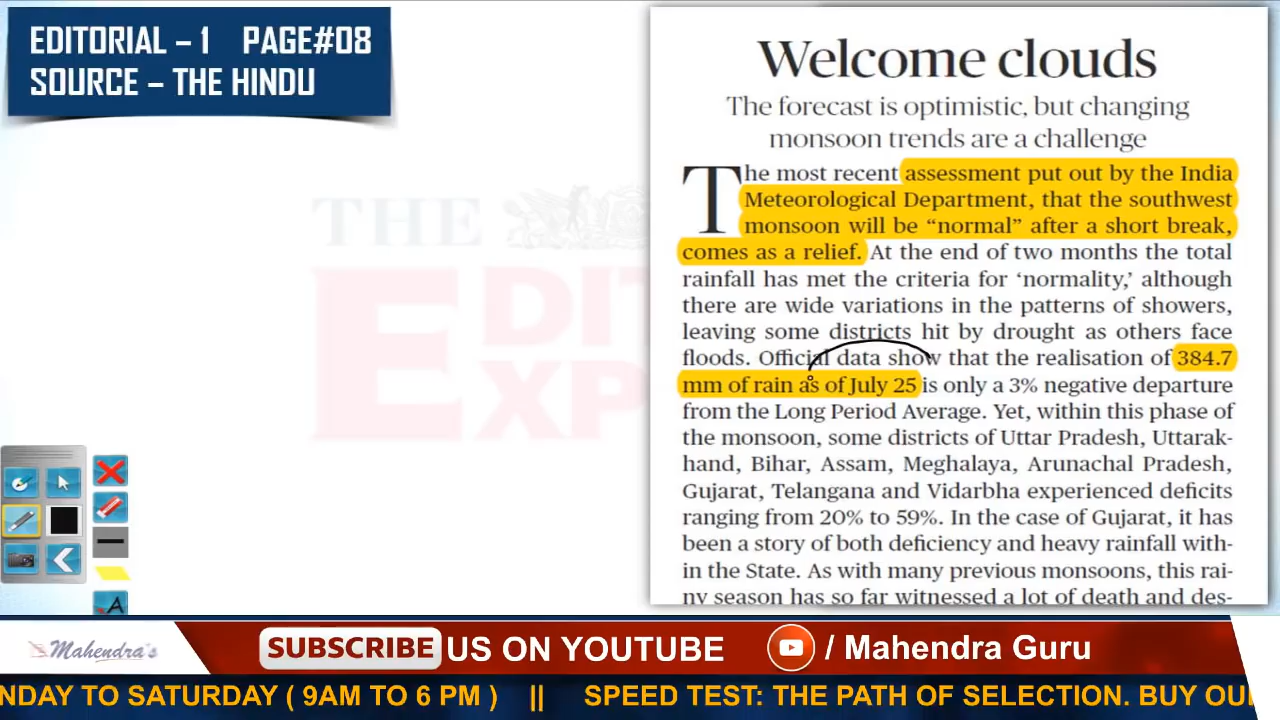 EDITORIAL – 1 PAGE#08
SOURCE – THE HINDU
THE
EDIT
EXP
Welcome clouds
The forecast is optimistic, but changing
monsoon trends are a challenge
The most recent assessment put out by the India
Meteorological Department, that the southwest
monsoon will be “normal” after a short break,
comes as a relief. At the end of two months the total
rainfall has met the criteria for ‘normality,’ although
there are wide variations in the patterns of showers,
leaving some districts hit by drought as others face
floods. Official data show that the realisation of 384.7
mm of rain as of July 25 is only a 3% negative departure
from the Long Period Average. Yet, within this phase of
the monsoon, some districts of Uttar Pradesh, Uttarak-
hand, Bihar, Assam, Meghalaya, Arunachal Pradesh,
Gujarat, Telangana and Vidarbha experienced deficits
ranging from 20% to 59%. In the case of Gujarat, it has
been a story of both deficiency and heavy rainfall with-
in the State. As with many previous monsoons, this rai-
ny season has so far witnessed a lot of death and des-
A
Mahendra's
SUBSCRIBE US ON YOUTUBE / Mahendra Guru
NDAY TO SATURDAY ( 9AM TO 6 PM ) || SPEED TEST: THE PATH OF SELECTION. BUY OU